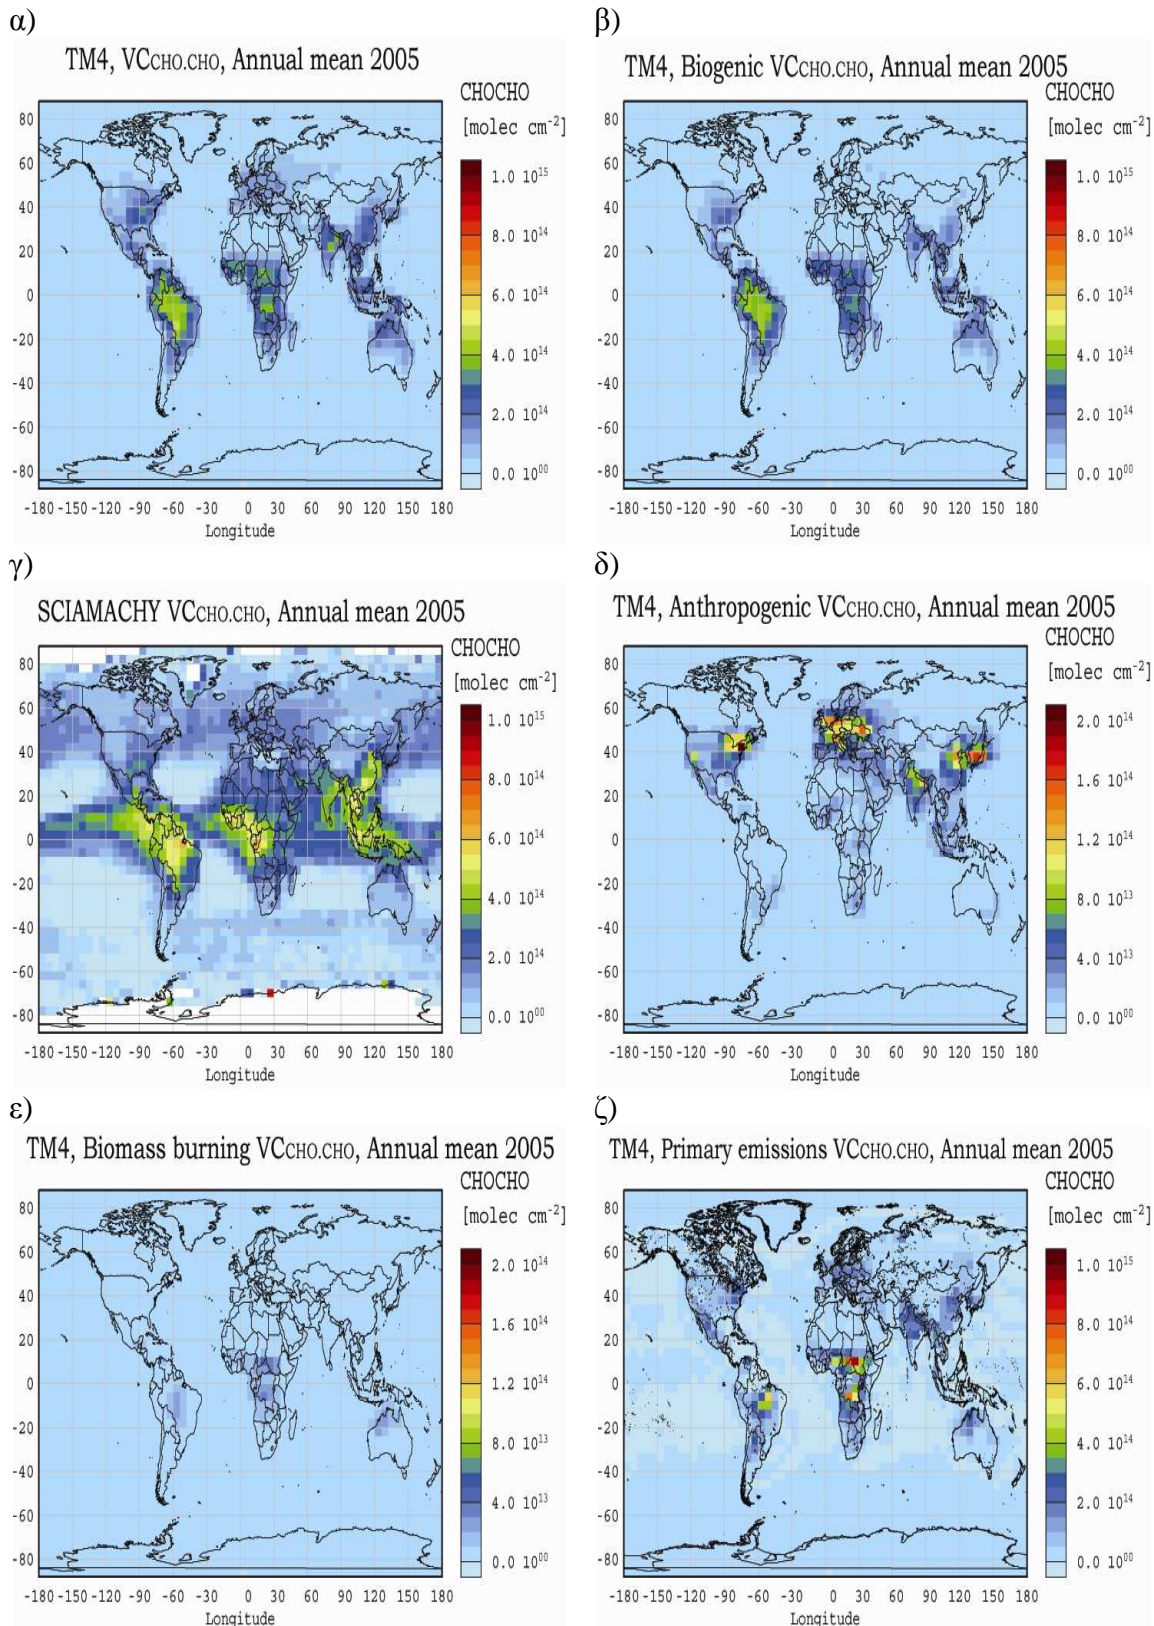 α)
TM4, VCCHO.CHO, Annual mean 2005
CHOCHO
[molec cm-2]
1.0 10^15
8.0 10^14
6.0 10^14
4.0 10^14
2.0 10^14
0.0 10^00
80
60
40
20
0
-20
-40
-60
-80
-180 -150 -120 -90 -60 -30 0 30 60 90 120 150 180
Longitude
β)
TM4, Biogenic VCCHO.CHO, Annual mean 2005
CHOCHO
[molec cm-2]
1.0 10^15
8.0 10^14
6.0 10^14
4.0 10^14
2.0 10^14
0.0 10^00
80
60
40
20
0
-20
-40
-60
-80
-180 -150 -120 -90 -60 -30 0 30 60 90 120 150 180
Longitude
γ)
SCIAMACHY VCCHO.CHO, Annual mean 2005
CHOCHO
[molec cm-2]
1.0 10^15
8.0 10^14
6.0 10^14
4.0 10^14
2.0 10^14
0.0 10^00
80
60
40
20
0
-20
-40
-60
-80
-180 -150 -120 -90 -60 -30 0 30 60 90 120 150 180
Longitude
δ)
TM4, Anthropogenic VCCHO.CHO, Annual mean 2005
CHOCHO
[molec cm-2]
2.0 10^14
1.6 10^14
1.2 10^14
8.0 10^13
4.0 10^13
0.0 10^00
80
60
40
20
0
-20
-40
-60
-80
-180 -150 -120 -90 -60 -30 0 30 60 90 120 150 180
Longitude
ε)
TM4, Biomass burning VCCHO.CHO, Annual mean 2005
CHOCHO
[molec cm-2]
2.0 10^14
1.6 10^14
1.2 10^14
8.0 10^13
4.0 10^13
0.0 10^00
80
60
40
20
0
-20
-40
-60
-80
-180 -150 -120 -90 -60 -30 0 30 60 90 120 150 180
Longitude
ζ)
TM4, Primary emissions VCCHO.CHO, Annual mean 2005
CHOCHO
[molec cm-2]
1.0 10^15
8.0 10^14
6.0 10^14
4.0 10^14
2.0 10^14
0.0 10^00
80
60
40
20
0
-20
-40
-60
-80
-180 -150 -120 -90 -60 -30 0 30 60 90 120 150 180
Longitude